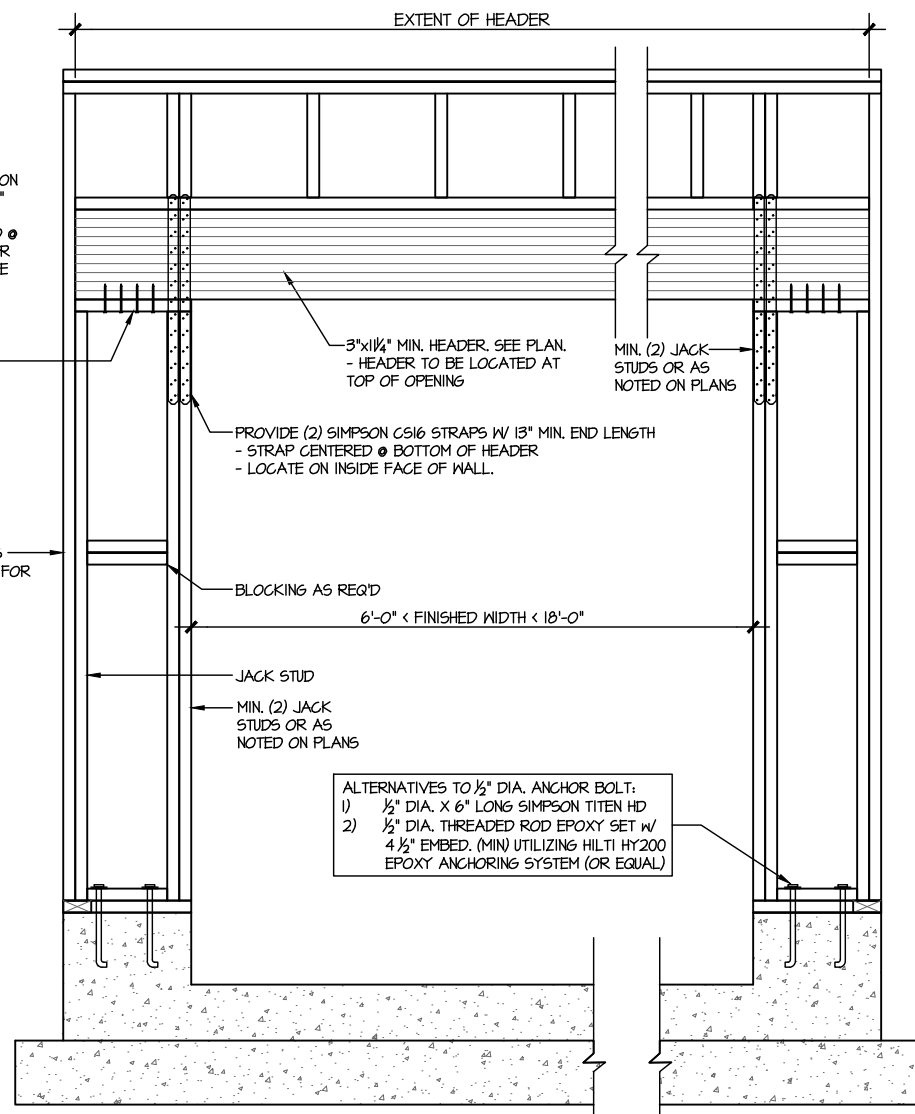 EXTENT OF HEADER
ON
"
@
R
E
3"x11¼" MIN. HEADER. SEE PLAN.
- HEADER TO BE LOCATED AT
TOP OF OPENING
MIN. (2) JACK
STUDS OR AS
NOTED ON PLANS
PROVIDE (2) SIMPSON CS16 STRAPS W/ 13" MIN. END LENGTH
- STRAP CENTERED @ BOTTOM OF HEADER
- LOCATE ON INSIDE FACE OF WALL.
FOR
BLOCKING AS REQ'D
6'-0" < FINISHED WIDTH < 18'-0"
JACK STUD
MIN. (2) JACK
STUDS OR AS
NOTED ON PLANS
ALTERNATIVES TO ½" DIA. ANCHOR BOLT:
1) ½" DIA. X 6" LONG SIMPSON TITEN HD
2) ½" DIA. THREADED ROD EPOXY SET W/
4 ½" EMBED. (MIN) UTILIZING HILTI HY200
EPOXY ANCHORING SYSTEM (OR EQUAL)